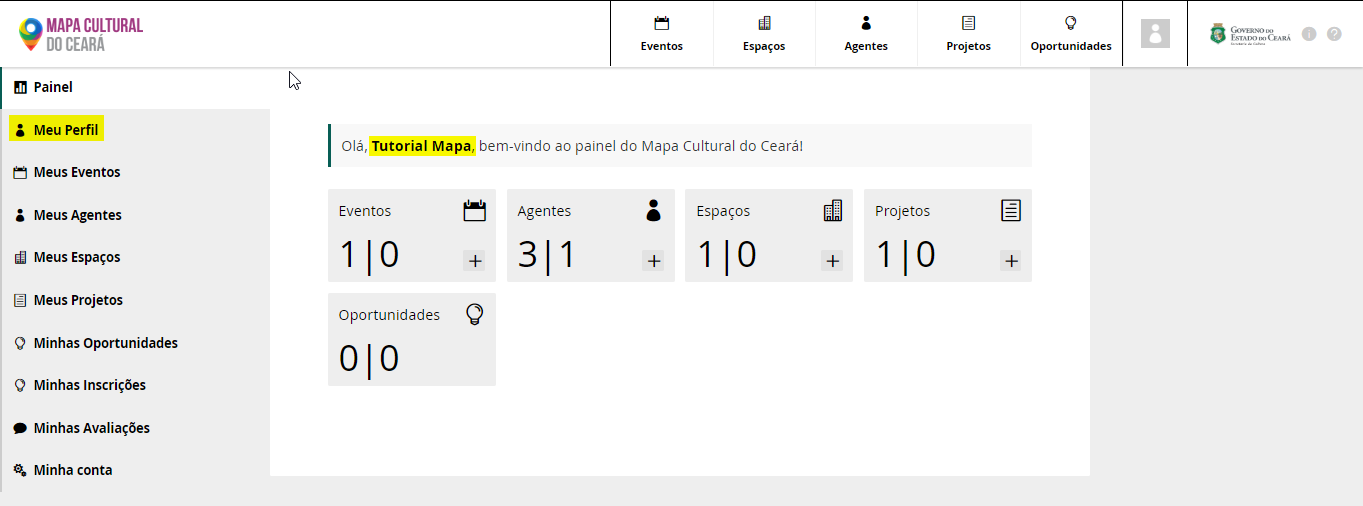 MAPA CULTURAL
DO CEARÁ
Eventos
Espaços
Agentes
Projetos
Oportunidades
GOVERNO DO
ESTADO DO CEARÁ
Secretaria da Cultura
i
?
Painel
Meu Perfil
Meus Eventos
Meus Agentes
Meus Espaços
Meus Projetos
Minhas Oportunidades
Minhas Inscrições
Minhas Avaliações
Minha conta
Olá, Tutorial Mapa, bem-vindo ao painel do Mapa Cultural do Ceará!
Eventos
1|0
+
Agentes
3|1
+
Espaços
1|0
+
Projetos
1|0
+
Oportunidades
0|0